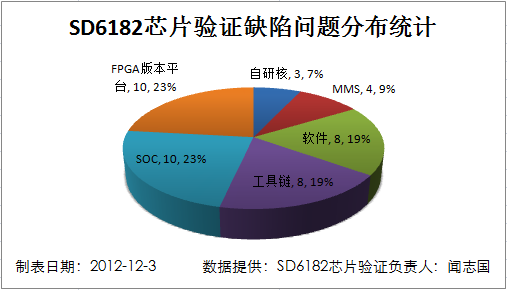 SD6182芯片验证缺陷问题分布统计
FPGA版本平
台, 10, 23%
自研核, 3, 7%
MMS, 4, 9%
软件, 8, 19%
SOC, 10, 23%
工具链, 8, 19%
制表日期：2012-12-3 数据提供：SD6182芯片验证负责人：闻志国